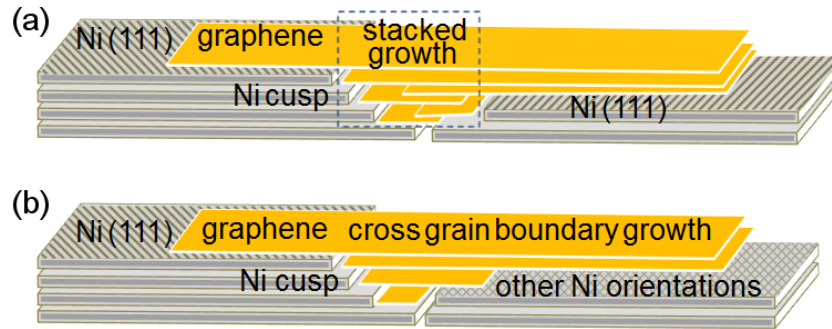 (a)
Ni (111) graphene stacked
growth
Ni cusp
Ni (111)
(b)
Ni (111) graphene cross grain boundary growth
Ni cusp other Ni orientations